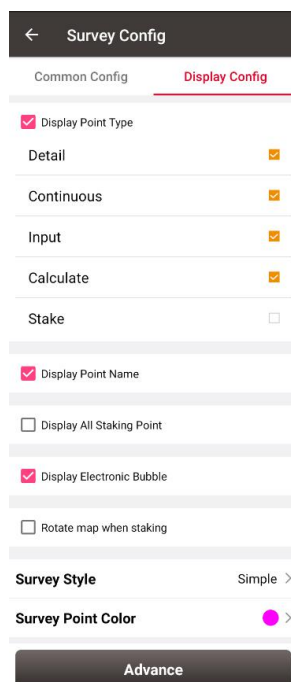 Survey Config
Common Config Display Config
Display Point Type
Detail
Continuous
Input
Calculate
Stake
Display Point Name
Display All Staking Point
Display Electronic Bubble
Rotate map when staking
Survey Style Simple
Survey Point Color
Advance